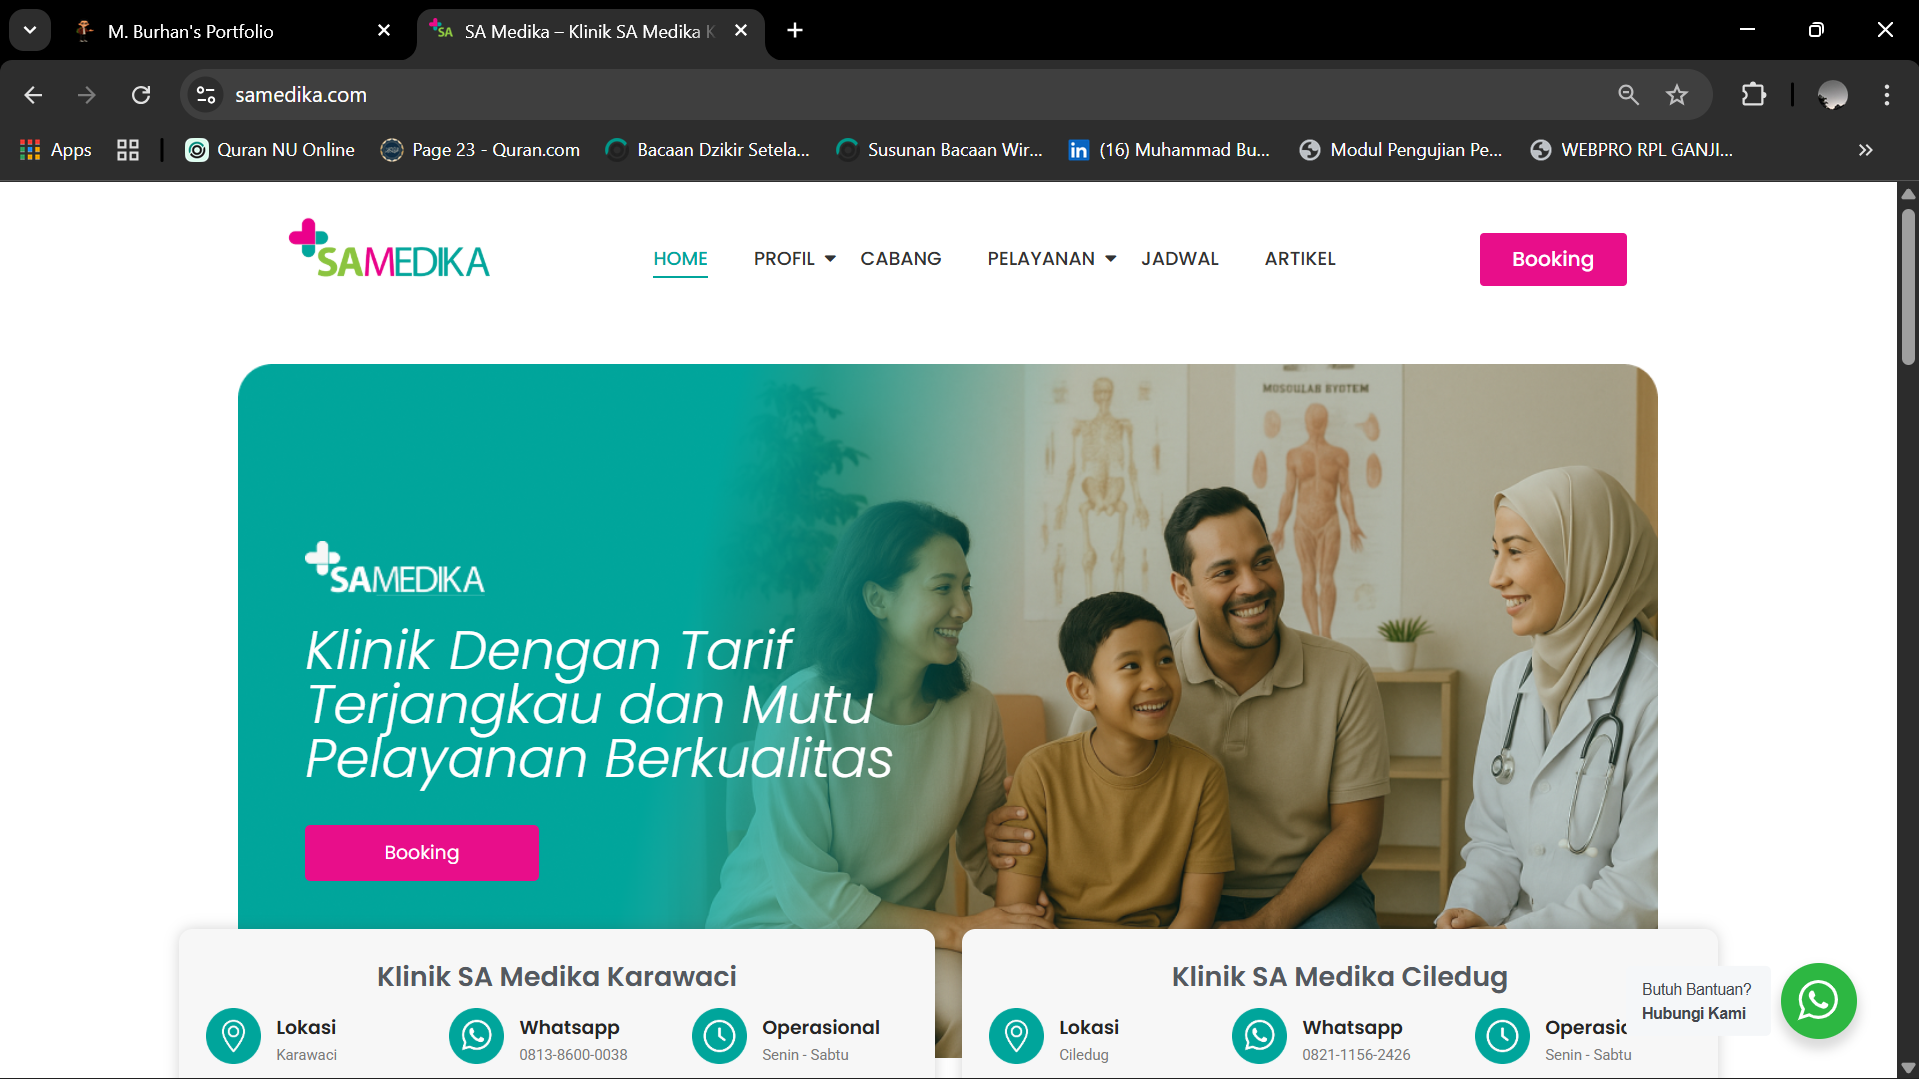 M. Burhan's Portfolio
SA Medika – Klinik SA Medika K
samedika.com
Apps
Quran NU Online
Page 23 - Quran.com
Bacaan Dzikir Setela...
Susunan Bacaan Wir...
(16) Muhammad Bu...
Modul Pengujian Pe...
WEBPRO RPL GANJI...
SAMEDIKA
HOME
PROFIL
CABANG
PELAYANAN
JADWAL
ARTIKEL
Booking
MUSCULAR SYSTEM
SAMEDIKA
Klinik Dengan Tarif
Terjangkau dan Mutu
Pelayanan Berkualitas
Booking
Klinik SA Medika Karawaci
Lokasi
Karawaci
Whatsapp
0813-8600-0038
Operasional
Senin - Sabtu
Klinik SA Medika Ciledug
Lokasi
Ciledug
Whatsapp
0821-1156-2426
Operasic
Senin - Sabtu
Butuh Bantuan?
Hubungi Kami